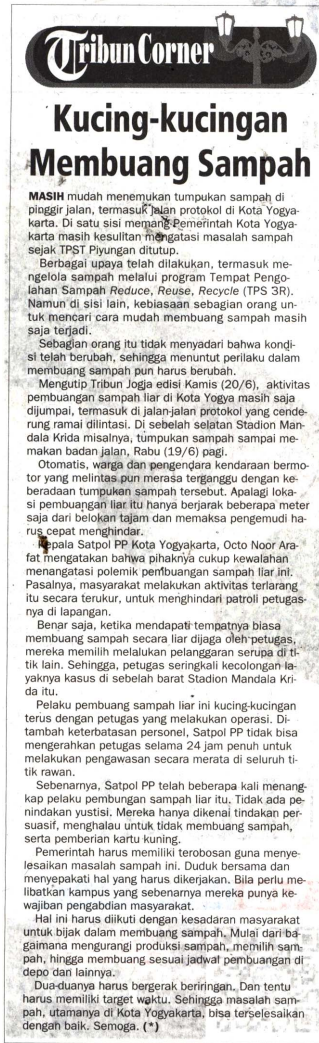 Tribun Corner
Kucing-kucingan
Membuang Sampah
MASIH mudah menemukan tumpukan sampah di
pinggir jalan, termasuk jalan protokol di Kota Yogya-
karta. Di satu sisi memang Pemerintah Kota Yogya-
karta masih kesulitan mengatasi masalah sampah
sejak TPST Piyungan ditutup.
Berbagai upaya telah dilakukan, termasuk me-
ngelola sampah melalui program Tempat Pengo-
lahan Sampah Reduce, Reuse, Recycle (TPS 3R).
Namun di sisi lain, kebiasaan sebagian orang un-
tuk mencari cara mudah membuang sampah masih
saja terjadi.
Sebagian orang itu tidak menyadari bahwa kondi-
si telah berubah, sehingga menuntut perilaku dalam
membuang sampah pun harus berubah.
Mengutip Tribun Jogja edisi Kamis (20/6), aktivitas
pembuangan sampah liar di Kota Yogya masih saja
dijumpai, termasuk di jalan-jalan protokol yang cende-
rung ramai dilintasi. Di sebelah selatan Stadion Man-
dala Krida misalnya, tumpukan sampah sampai me-
makan badan jalan, Rabu (19/6) pagi.
Otomatis, warga dan pengendara kendaraan bermo-
tor yang melintas pun merasa terganggu dengan ke-
beradaan tumpukan sampah tersebut. Apalagi loka-
si pembuangan liar itu hanya berjarak beberapa meter
saja dari belokan tajam dan memaksa pengemudi ha-
rus cepat menghindar.
Kepala Satpol PP Kota Yogyakarta, Octo Noor Ara-
fat mengatakan bahwa pihaknya cukup kewalahan
menangatasi polemik pembuangan sampah liar ini.
Pasalnya, masyarakat melakukan aktivitas terlarang
itu secara terukur, untuk menghindari patroli petugas-
nya di lapangan.
Benar saja, ketika mendapati tempatnya biasa
membuang sampah secara liar dijaga oleh petugas,
mereka memilih melalukan pelanggaran serupa di ti-
tik lain. Sehingga, petugas seringkali kecolongan la-
yaknya kasus di sebelah barat Stadion Mandala Kri-
da itu.
Pelaku pembuang sampah liar ini kucing-kucingan
terus dengan petugas yang melakukan operasi. Di-
tambah keterbatasan personel, Satpol PP tidak bisa
mengerahkan petugas selama 24 jam penuh untuk
melakukan pengawasan secara merata di seluruh ti-
tik rawan.
Sebenarnya, Satpol PP telah beberapa kali menang-
kap pelaku pembungan sampah liar itu. Tidak ada pe-
nindakan yustisi. Mereka hanya dikenai tindakan per-
suasif, menghalau untuk tidak membuang sampah,
serta pemberian kartu kuning.
Pemerintah harus memiliki terobosan guna menye-
lesaikan masalah sampah ini. Duduk bersama dan
menyepakati hal yang harus dikerjakan. Bila perlu me-
libatkan kampus yang sebenarnya mereka punya ke-
wajiban pengabdian masyarakat.
Hal ini harus diikuti dengan kesadaran masyarakat
untuk bijak dalam membuang sampah. Mulai dari ba-
gaimana mengurangi produksi sampah, memilih sam-
pah, hingga membuang sesuai jadwal pembuangan di
depo dan lainnya.
Dua-duanya harus bergerak beriringan. Dan tentu
harus memiliki target waktu. Sehingga masalah sam-
pah, utamanya di Kota Yogyakarta, bisa terselesaikan
dengan baik. Semoga. (*)